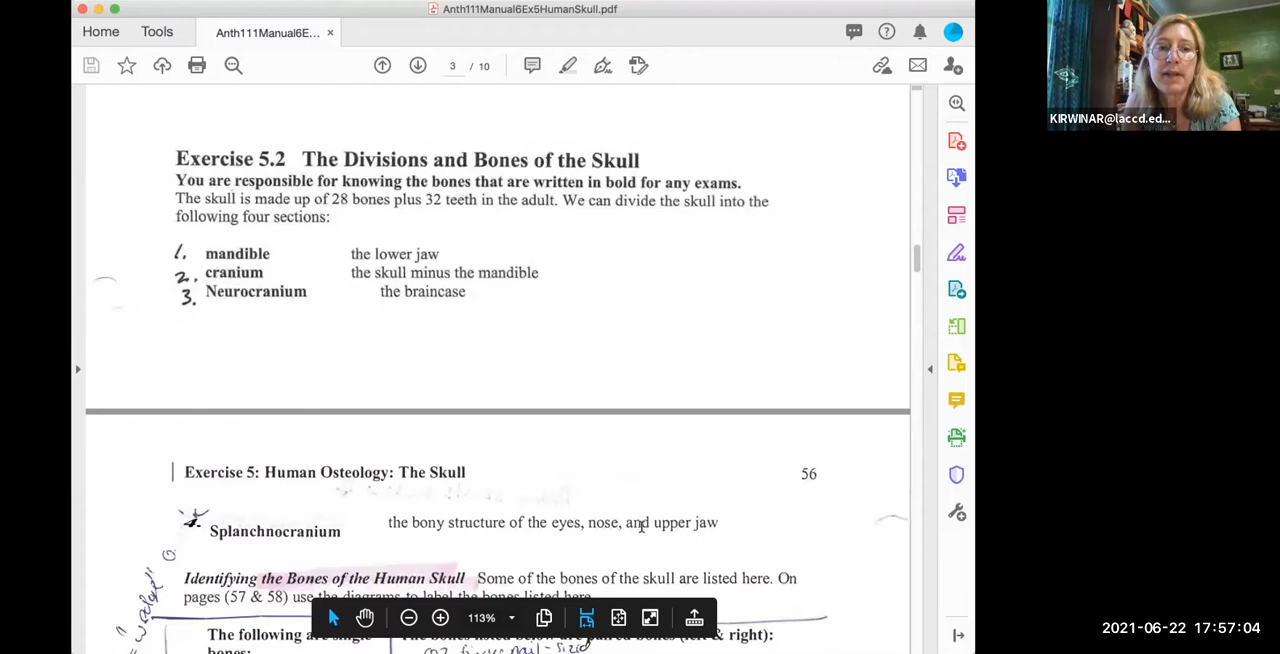 Anth111Manual6Ex5HumanSkull.pdf
Home Tools Anth111Manual6E... ×
3 / 10
KIRWINAR@laccd.ed...
Exercise 5.2 The Divisions and Bones of the Skull
You are responsible for knowing the bones that are written in bold for any exams.
The skull is made up of 28 bones plus 32 teeth in the adult. We can divide the skull into the
following four sections:
1. mandible the lower jaw
2. cranium the skull minus the mandible
3. Neurocranium the braincase
Exercise 5: Human Osteology: The Skull 56
4. Splanchnocranium the bony structure of the eyes, nose, and upper jaw
Identifying the Bones of the Human Skull Some of the bones of the skull are listed here. On
pages (57 & 58) use the diagrams to label the bones listed here
= "wedge"
113%
The following are single The bones listed below are paired bones (left & right):
bones:
finger nail-sized
2021-06-22 17:57:04